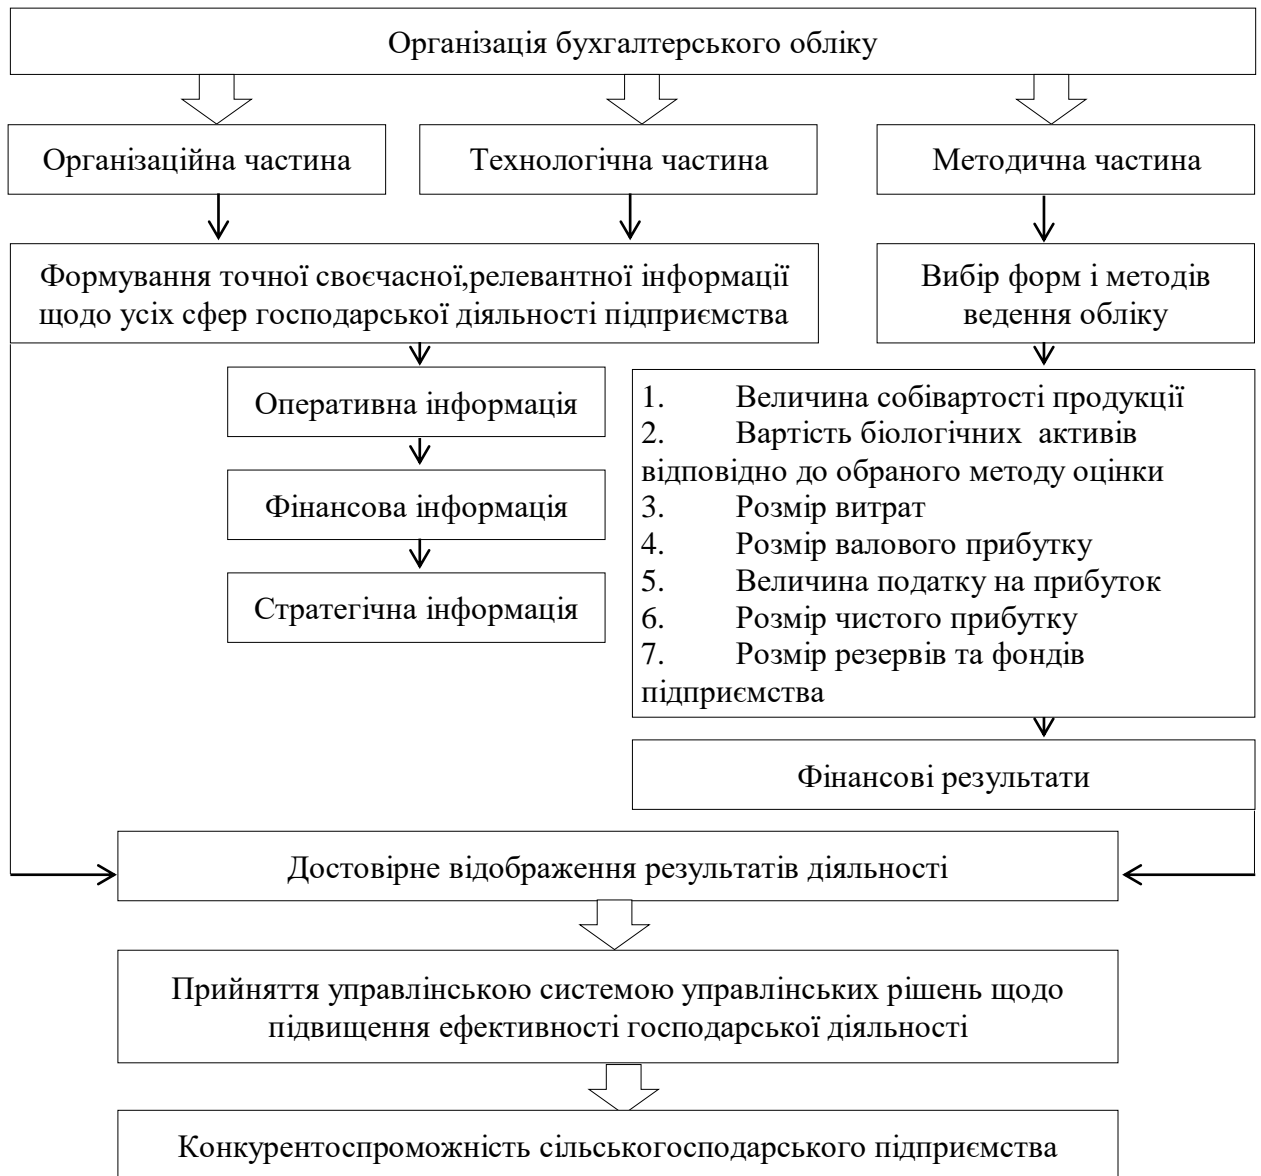 Організація бухгалтерського обліку
Організаційна частина
Технологічна частина
Методична частина
Формування точної своєчасної,релевантної інформації
щодо усіх сфер господарської діяльності підприємства
Вибір форм і методів
ведення обліку
Оперативна інформація
Фінансова інформація
Стратегічна інформація
1. Величина собівартості продукції
2. Вартість біологічних активів
відповідно до обраного методу оцінки
3. Розмір витрат
4. Розмір валового прибутку
5. Величина податку на прибуток
6. Розмір чистого прибутку
7. Розмір резервів та фондів
підприємства
Фінансові результати
Достовірне відображення результатів діяльності
Прийняття управлінською системою управлінських рішень щодо
підвищення ефективності господарської діяльності
Конкурентоспроможність сільськогосподарського підприємства